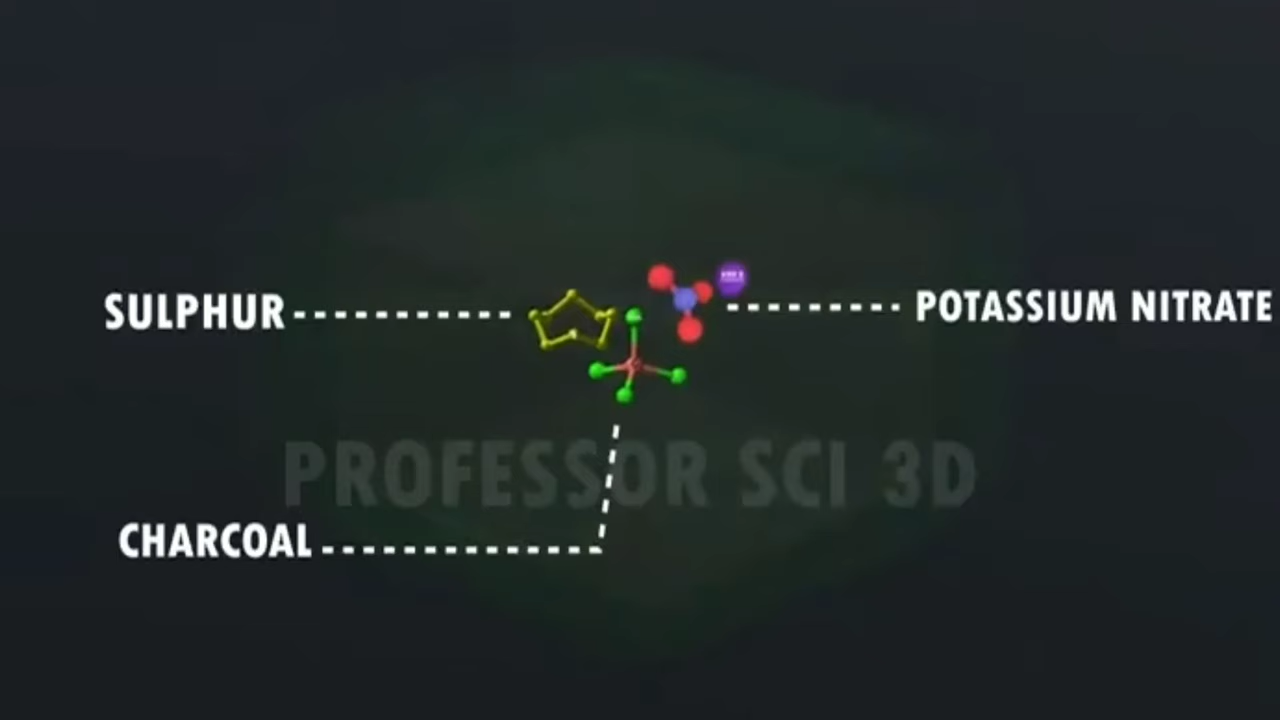 SULPHUR
POTASSIUM NITRATE
PROFESSOR SCI 3D
CHARCOAL